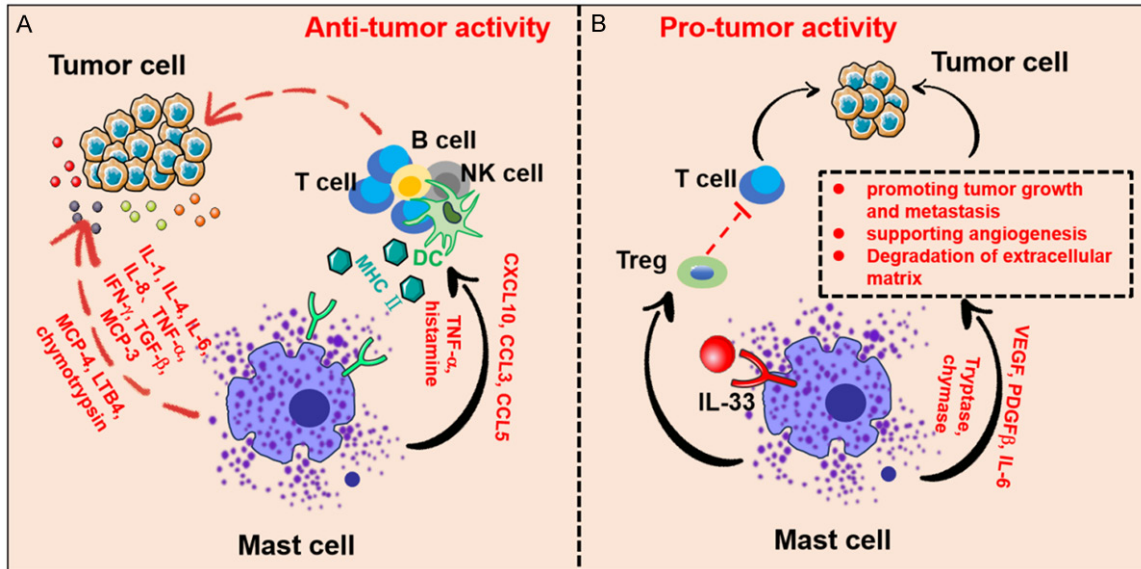 A
Anti-tumor activity
Tumor cell
B cell
NK cell
T cell
DC
MHC II
IL-1, IL-4, IL-6,
IL-8、TNF-α,
IFN-γ, TGF-β,
MCP-3
MCP-4, LTB4,
chymotrypsin
TNF-α,
histamine
CXCL10, CCL3, CCL5
Mast cell
B
Pro-tumor activity
Tumor cell
T cell
Treg
promoting tumor growth
and metastasis
supporting angiogenesis
Degradation of extracellular
matrix
IL-33
Tryptase,
chymase
VEGF, PDGFβ, IL-6
Mast cell